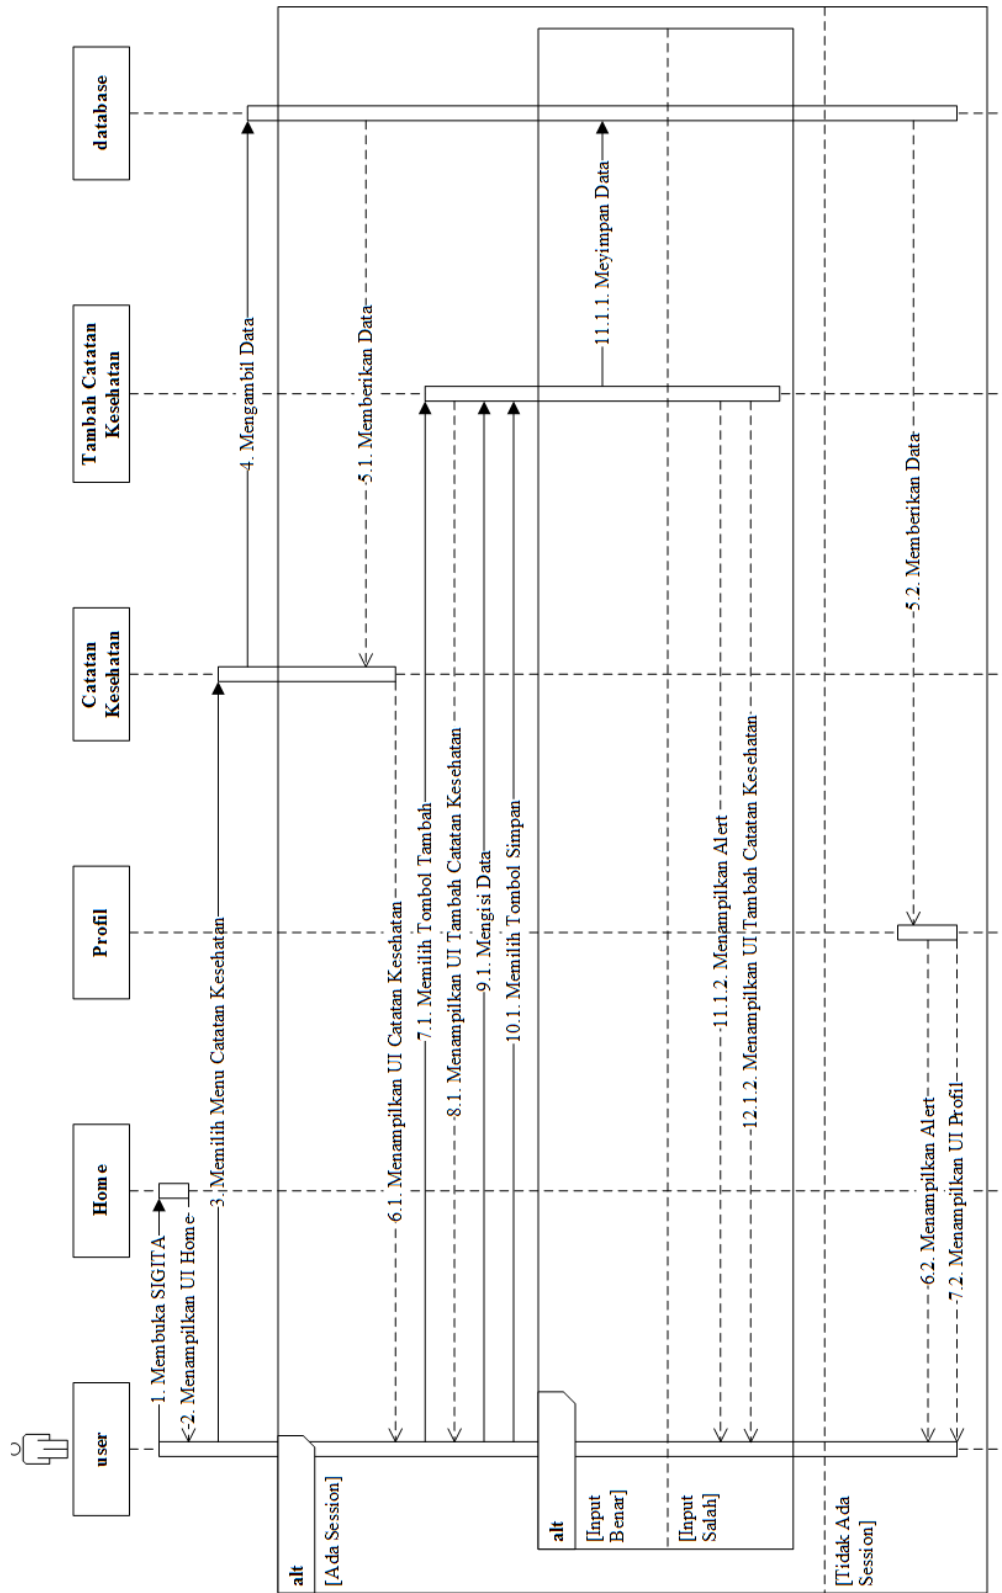 user
Home
Profil
Catatan
Kesehatan
Tambah Catatan
Kesehatan
database
1. Membuka SIGITA
2. Menampilkan UI Home
3. Memilih Menu Catatan Kesehatan
4. Mengambil Data
alt
[Ada Session]
5.1. Memberikan Data
6.1. Menampilkan UI Catatan Kesehatan
7.1. Memilih Tombol Tambah
8.1. Menampilkan UI Tambah Catatan Kesehatan
9.1. Mengisi Data
10.1. Memilih Tombol Simpan
alt
[Input
Benar]
11.1.1. Meyimpan Data
[Input
Salah]
11.1.2. Menampilkan Alert
12.1.2. Menampilkan UI Tambah Catatan Kesehatan
[Tidak Ada
Session]
5.2. Memberikan Data
6.2. Menampilkan Alert
7.2. Menampilkan UI Profil